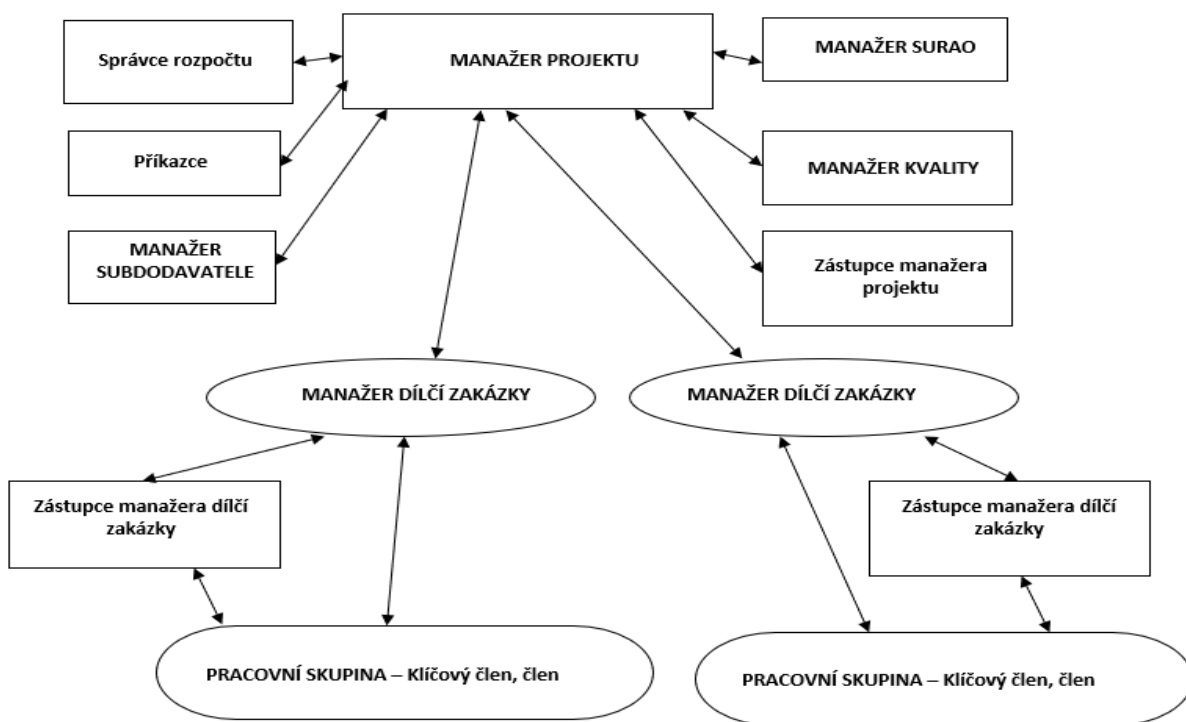 Správce rozpočtu
MANAŽER PROJEKTU
MANAŽER SURAO
Příkazce
MANAŽER KVALITY
MANAŽER
SUBDODAVATELE
Zástupce manažera
projektu
MANAŽER DÍLČÍ ZAKÁZKY
MANAŽER DÍLČÍ ZAKÁZKY
Zástupce manažera dílčí
zakázky
Zástupce manažera dílčí
zakázky
PRACOVNÍ SKUPINA – Klíčový člen, člen
PRACOVNÍ SKUPINA – Klíčový člen, člen